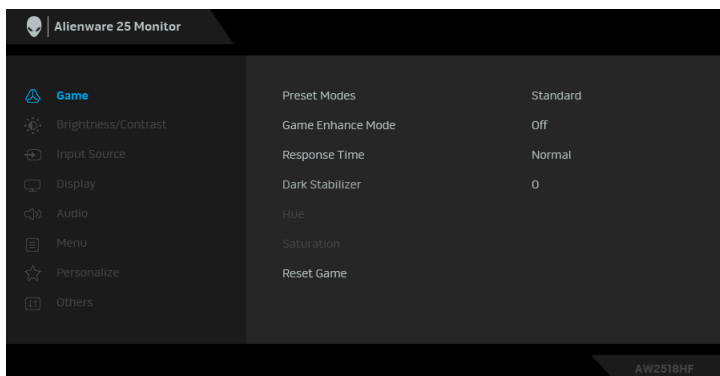 Alienware 25 Monitor
Game
Preset Modes Standard
Brightness/Contrast
Game Enhance Mode Off
Input Source
Response Time Normal
Display
Dark Stabilizer 0
Audio
Hue
Menu
Saturation
Personalize
Reset Game
Others
AW2518HF